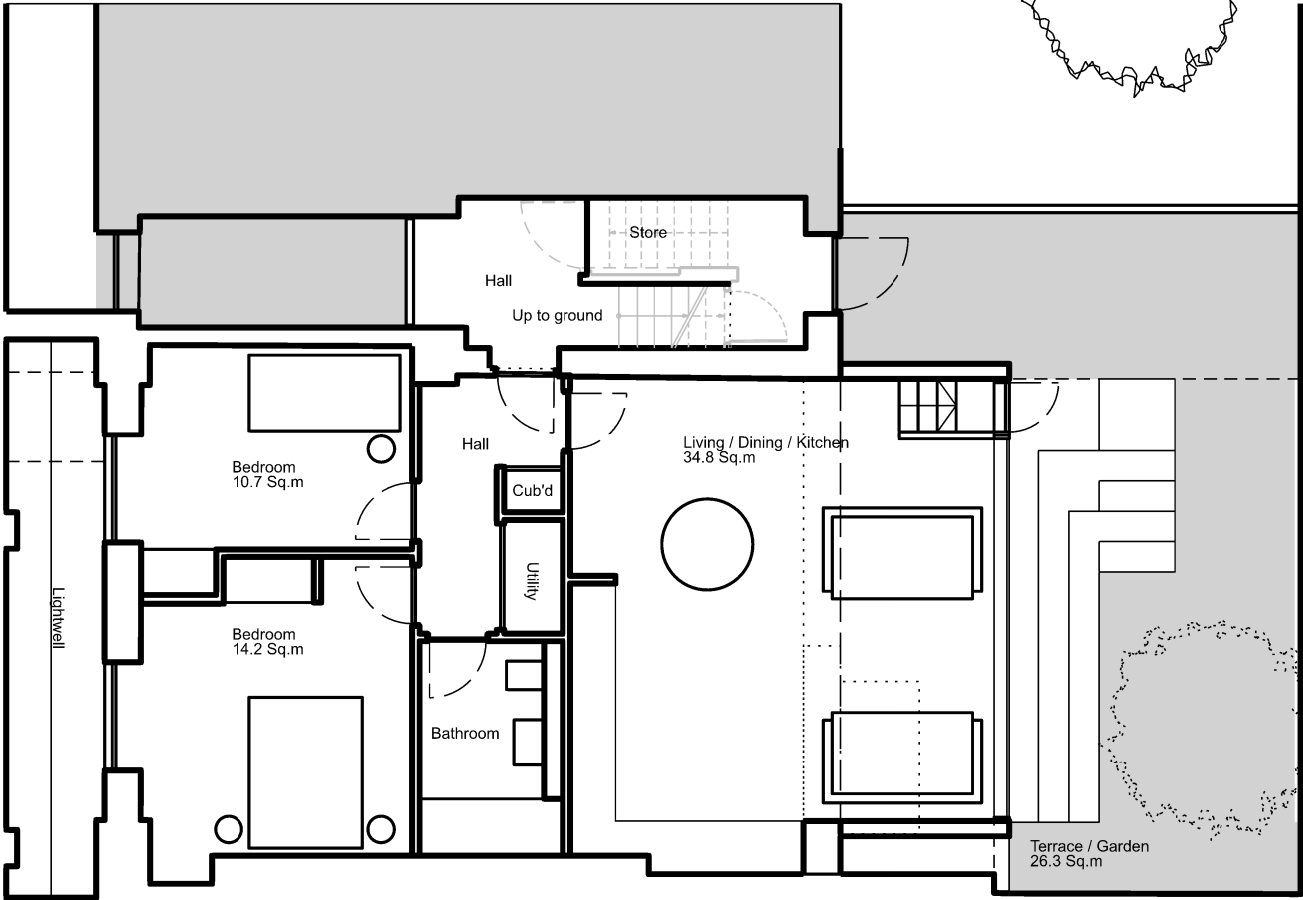 Store
Hall
Up to ground
Hall
Living / Dining / Kitchen
34.8 Sq.m
Bedroom
10.7 Sq.m
Cub'd
Utility
Lightwell
Bedroom
14.2 Sq.m
Bathroom
Terrace / Garden
26.3 Sq.m